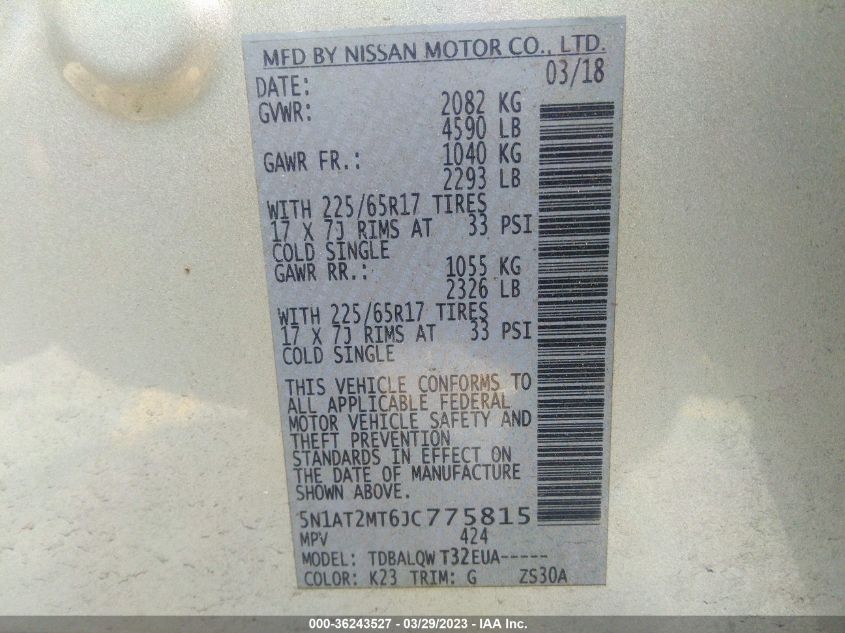 MFD BY NISSAN MOTOR CO., LTD.
DATE: 03/18
GVWR: 2082 KG
4590 LB
GAWR FR.: 1040 KG
2293 LB
WITH 225/65R17 TIRES
17 X 7J RIMS AT 33 PSI
COLD SINGLE
GAWR RR.: 1055 KG
2326 LB
WITH 225/65R17 TIRES
17 X 7J RIMS AT 33 PSI
COLD SINGLE
THIS VEHICLE CONFORMS TO
ALL APPLICABLE FEDERAL
MOTOR VEHICLE SAFETY AND
THEFT PREVENTION
STANDARDS IN EFFECT ON
THE DATE OF MANUFACTURE
SHOWN ABOVE.
5N1AT2MT6JC775815
MPV 424
MODEL: TDBALQW T32EUA-----
COLOR: K23 TRIM: G ZS30A
000-36243527 - 03/29/2023 - IAA Inc.